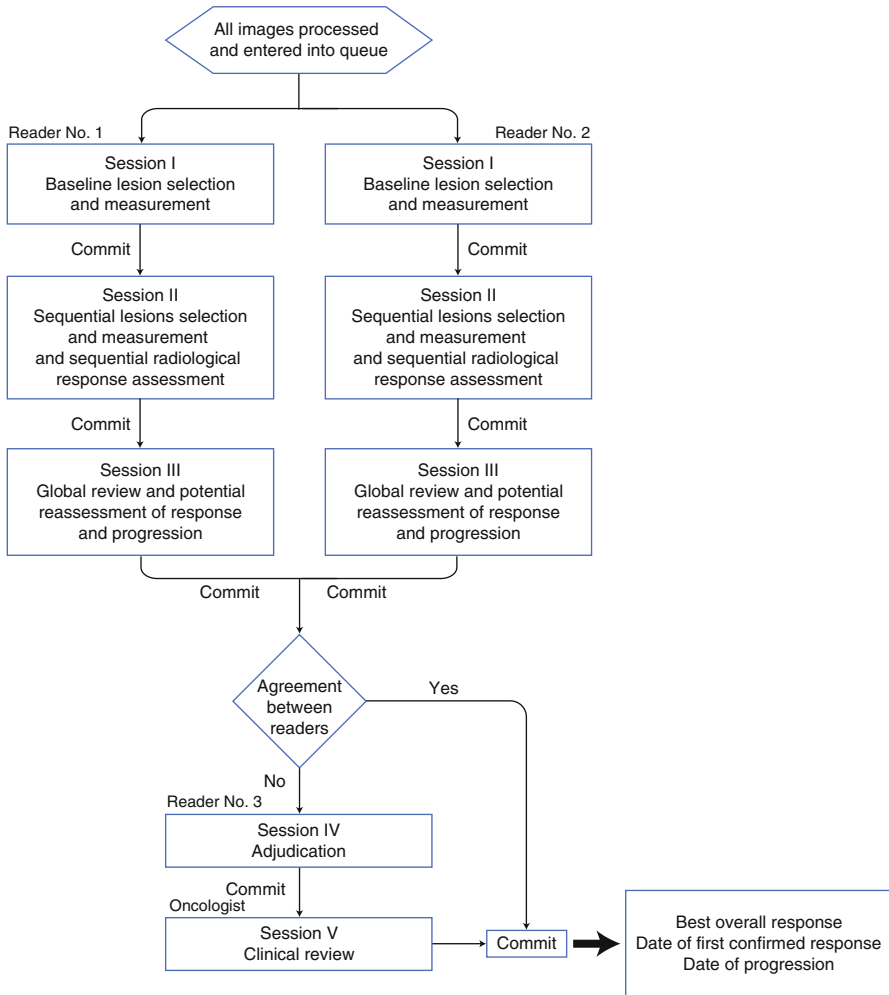 All images processed
and entered into queue
Reader No. 1
Session I
Baseline lesion selection
and measurement
Commit
Session II
Sequential lesions selection
and measurement
and sequential radiological
response assessment
Commit
Session III
Global review and potential
reassessment of response
and progression
Commit
Reader No. 2
Session I
Baseline lesion selection
and measurement
Commit
Session II
Sequential lesions selection
and measurement
and sequential radiological
response assessment
Commit
Session III
Global review and potential
reassessment of response
and progression
Commit
Agreement
between
readers
Yes
No
Reader No. 3
Session IV
Adjudication
Commit
Oncologist
Session V
Clinical review
Commit
Best overall response
Date of first confirmed response
Date of progression